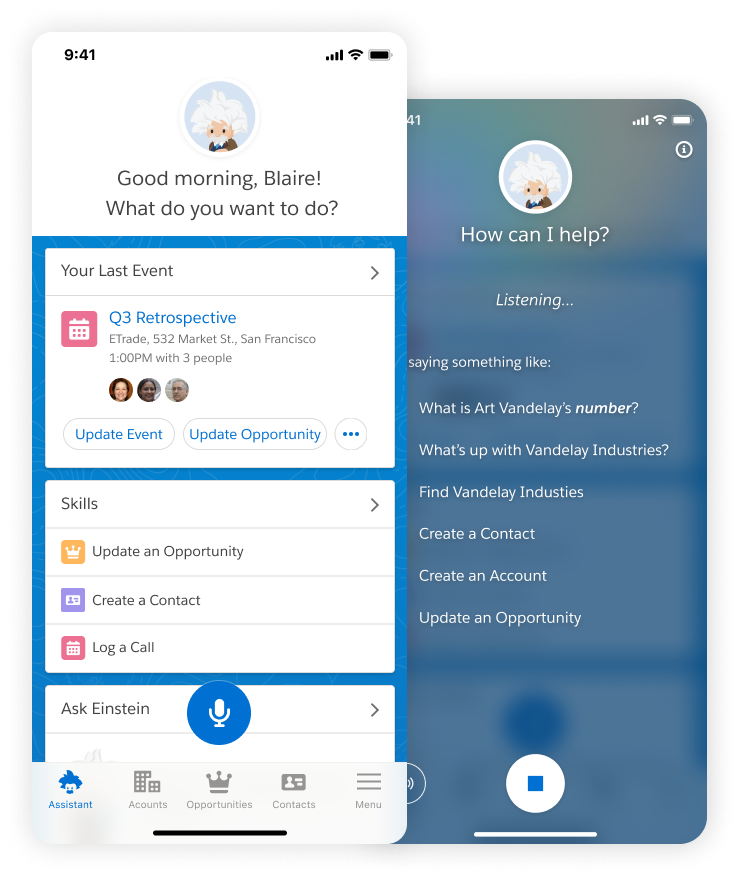 9:41
Good morning, Blaire!
What do you want to do?
Your Last Event
Q3 Retrospective
ETrade, 532 Market St., San Francisco
1:00PM with 3 people
Update Event
Update Opportunity
Skills
Update an Opportunity
Create a Contact
Log a Call
Ask Einstein
Assistant
Acounts
Opportunities
Contacts
Menu
41
How can I help?
Listening...
saying something like:
What is Art Vandelay's number?
What's up with Vandelay Industries?
Find Vandelay Industies
Create a Contact
Create an Account
Update an Opportunity